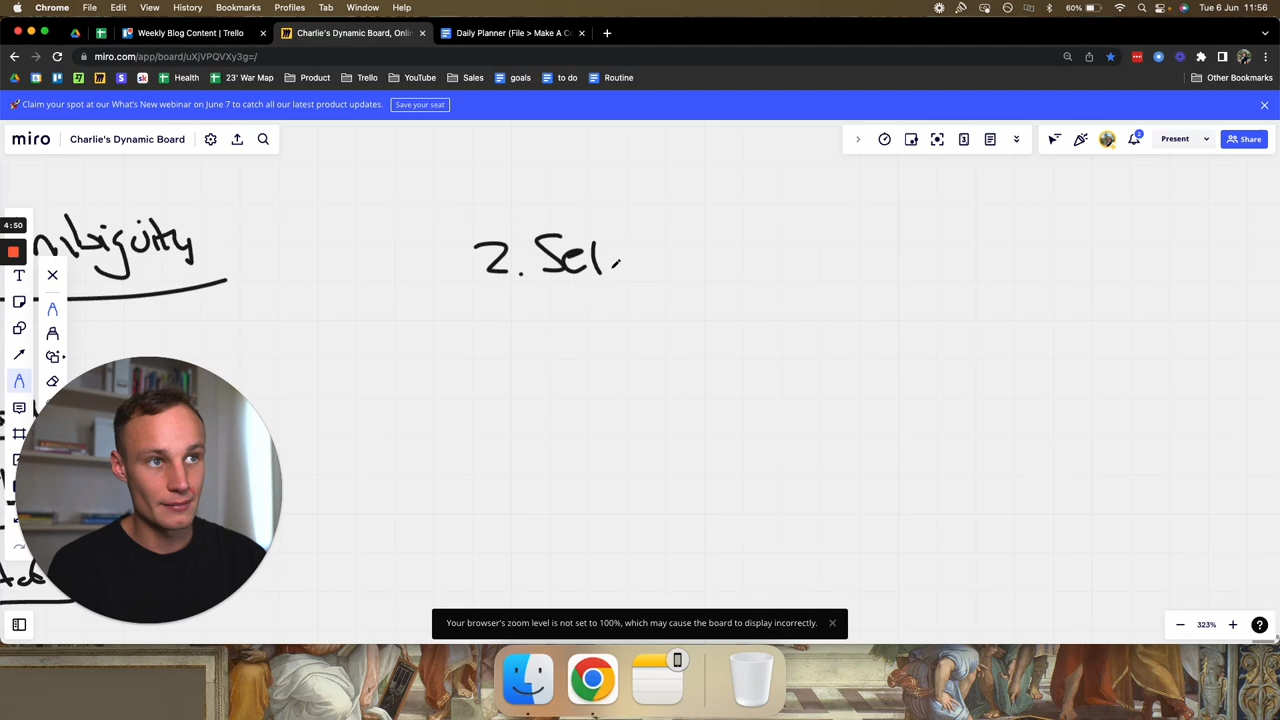 Chrome File Edit View History Bookmarks Profiles Tab Window Help 60% Tue 6 Jun 11:56
Weekly Blog Content | Trello Charlie's Dynamic Board, Onlin Daily Planner (File > Make A Co
miro.com/app/board/uXjVPQVXy3g=/
Health 23' War Map Product Trello YouTube Sales goals to do Routine Other Bookmarks
🚀 Claim your spot at our What's New webinar on June 7 to catch all our latest product updates. Save your seat
miro Charlie's Dynamic Board 3 2 Present Share
4:50
mbiguity
2. Sel
Your browser's zoom level is not set to 100%, which may cause the board to display incorrectly.
323%